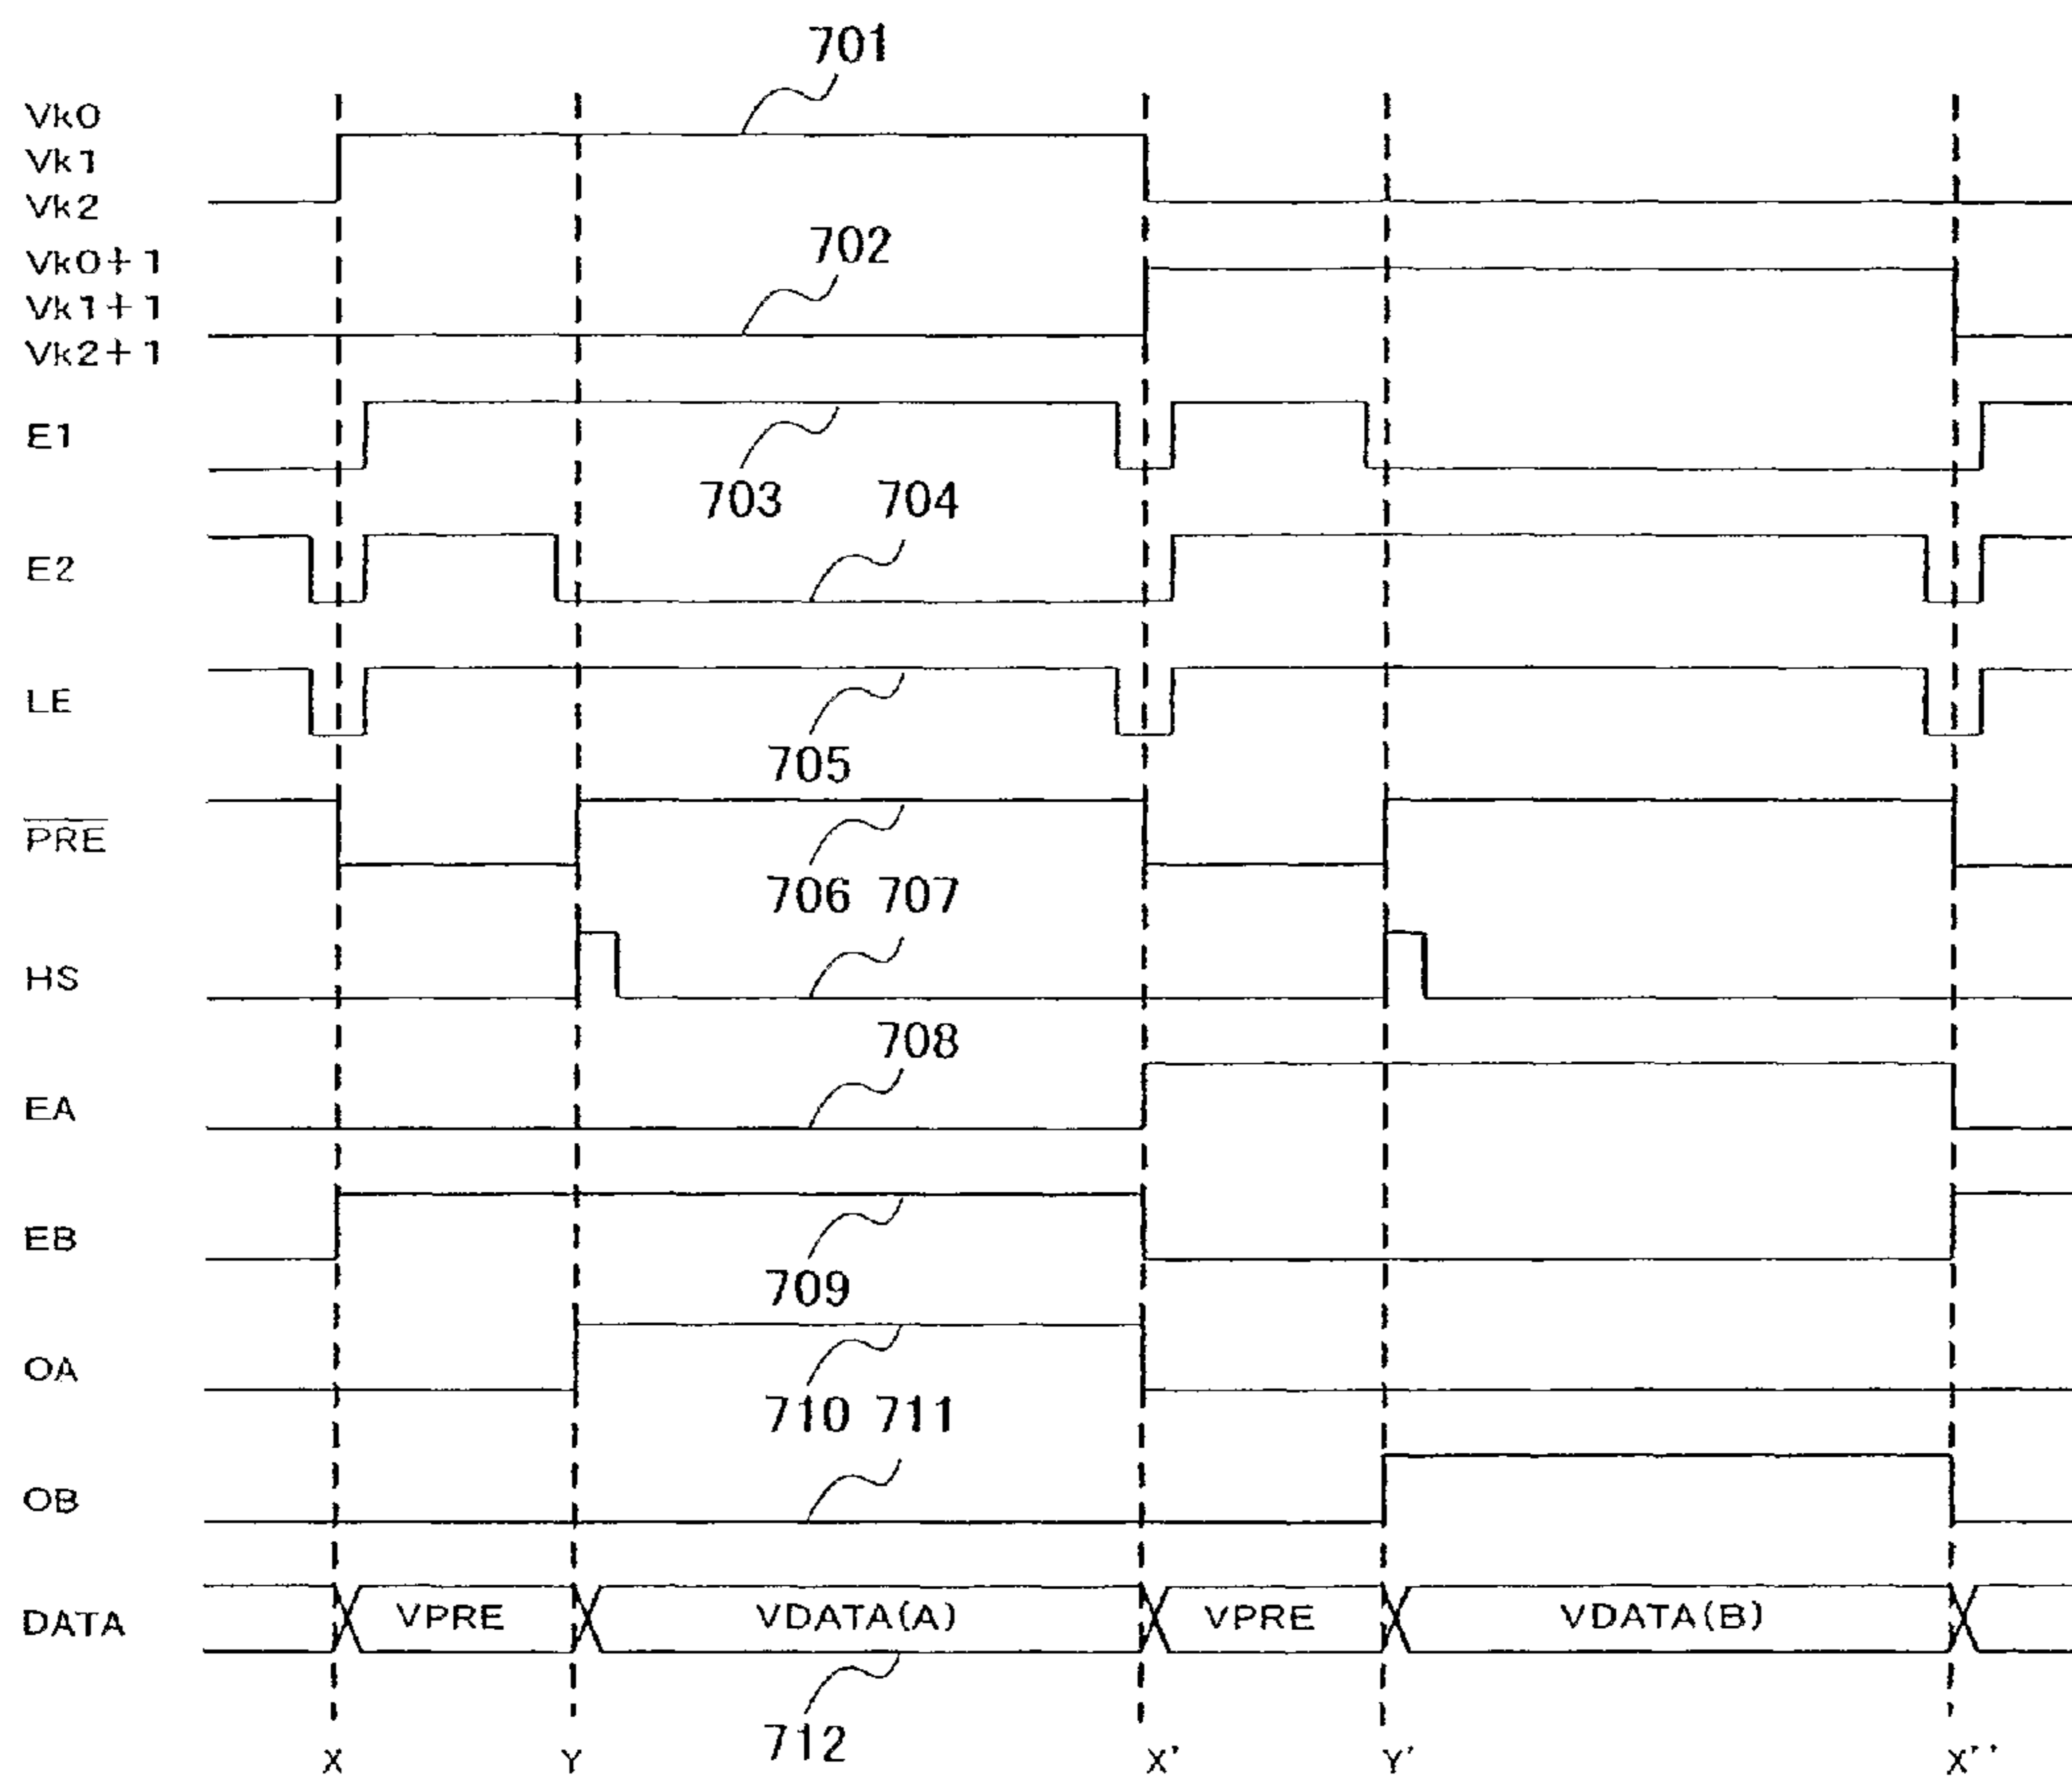 701
Vk0
Vk1
Vk2
702
Vk0+1
Vk1+1
Vk2+1
E1
703 704
E2
LE
705
PRE
706 707
HS
708
EA
EB
709
OA
710 711
OB
DATA VPRE VDATA(A) VPRE VDATA(B)
712
X Y X' Y' X''